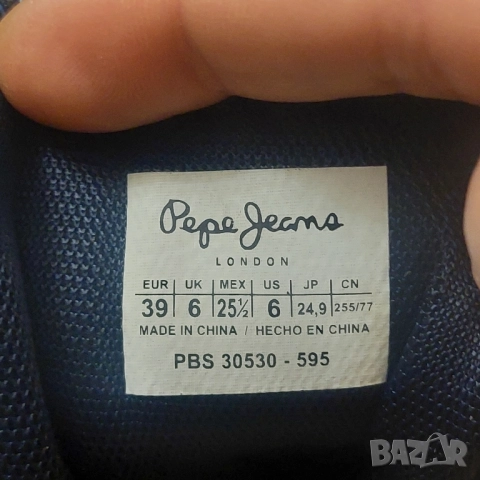 Pepe Jeans
LONDON
EUR UK MEX US JP CN
39 6 25½ 6 24,9 255/77
MADE IN CHINA / HECHO EN CHINA
PBS 30530 - 595
BAZAR